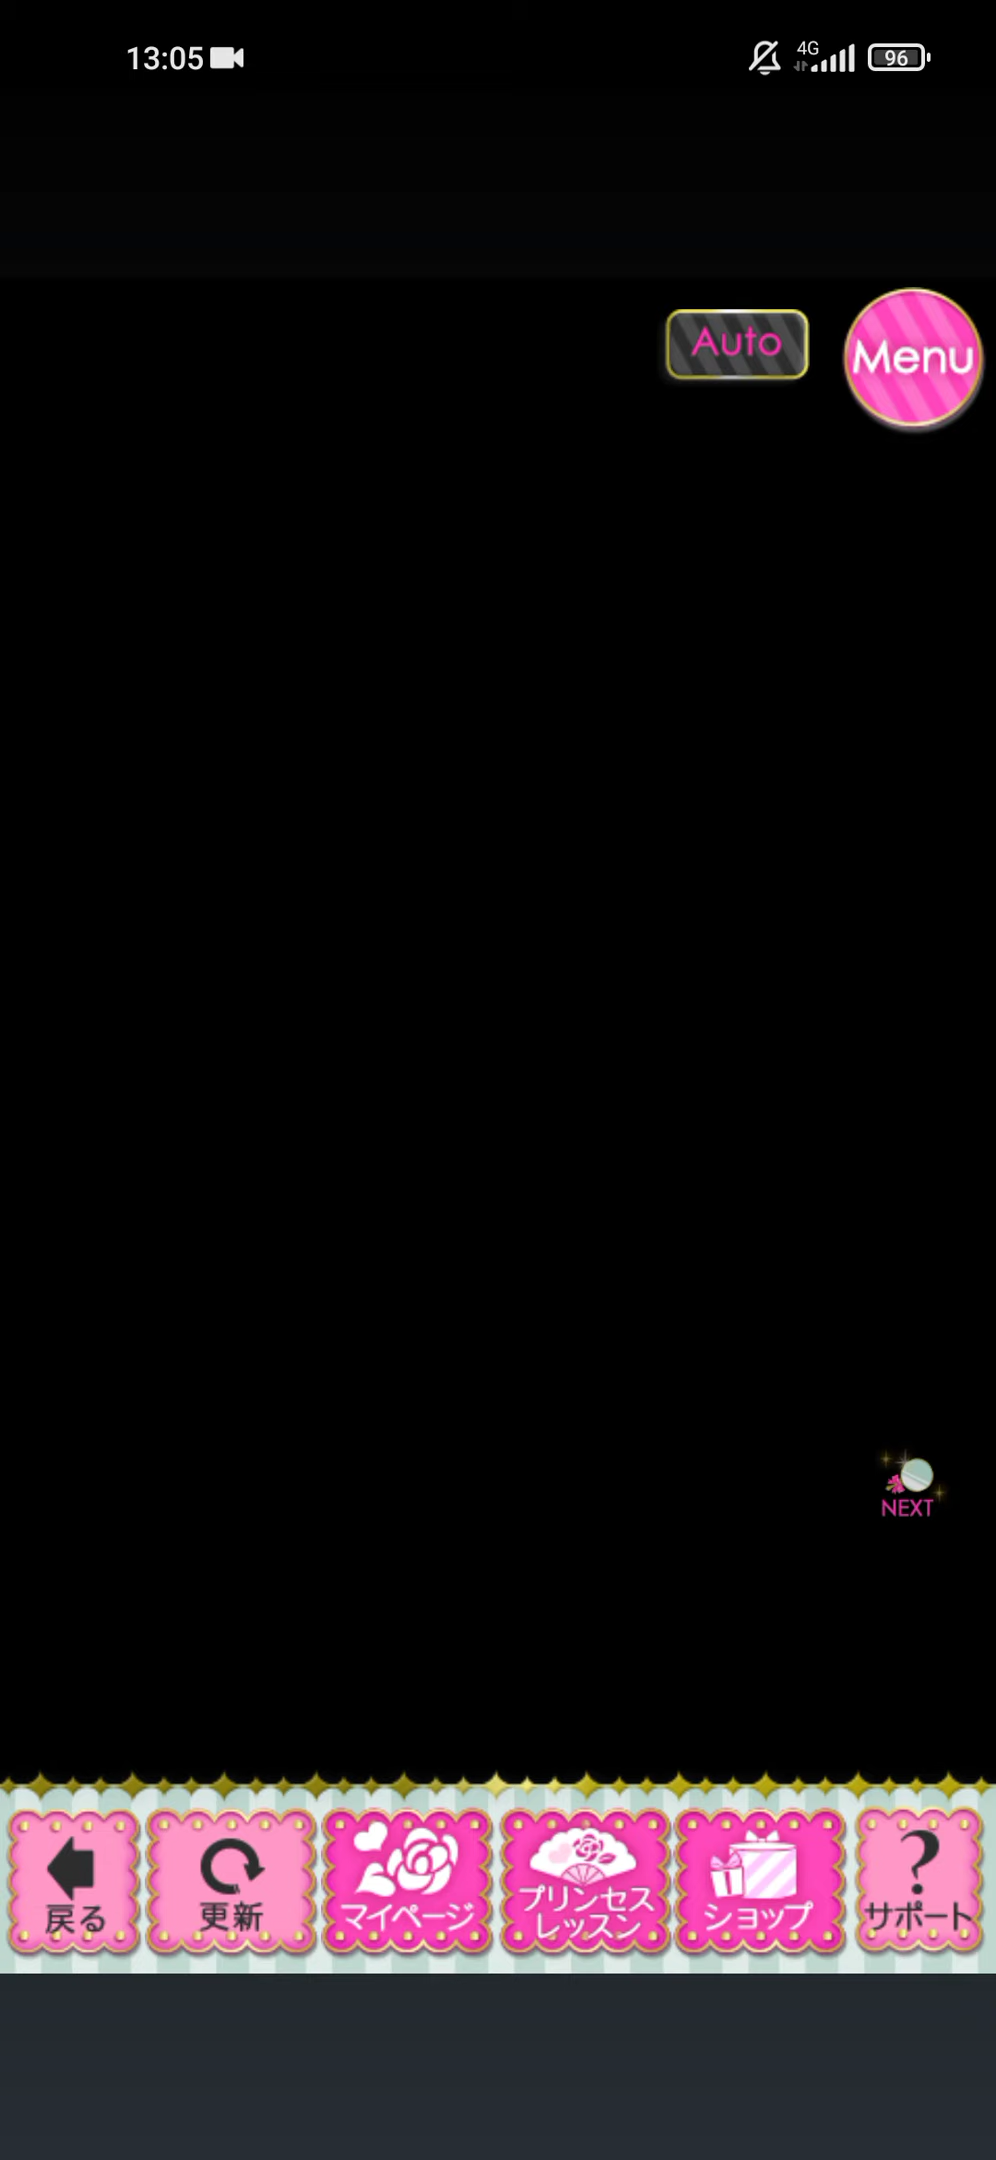 13:05
4G
96
Auto
Menu
NEXT
戻る
更新
マイページ
プリンセス
レッスン
ショップ
サポート